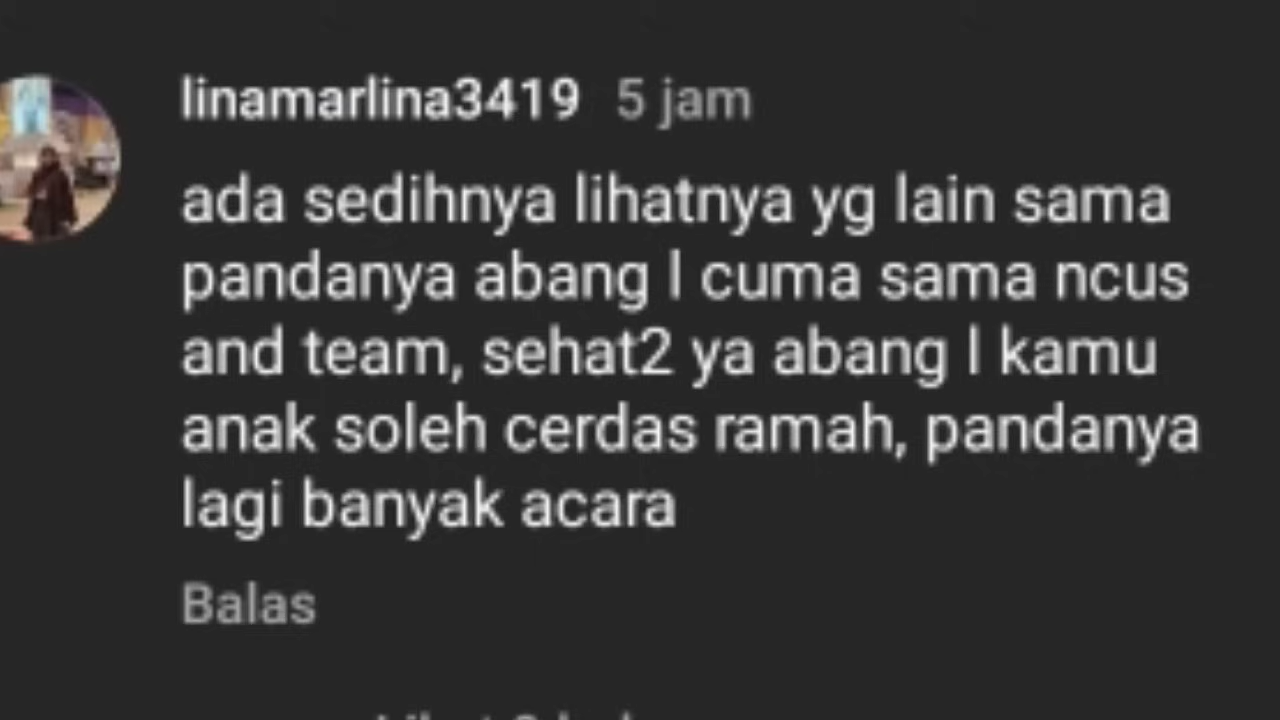 linamarlina3419 5 jam
ada sedihnya lihatnya yg lain sama
pandanya abang l cuma sama ncus
and team, sehat2 ya abang l kamu
anak soleh cerdas ramah, pandanya
lagi banyak acara
Balas